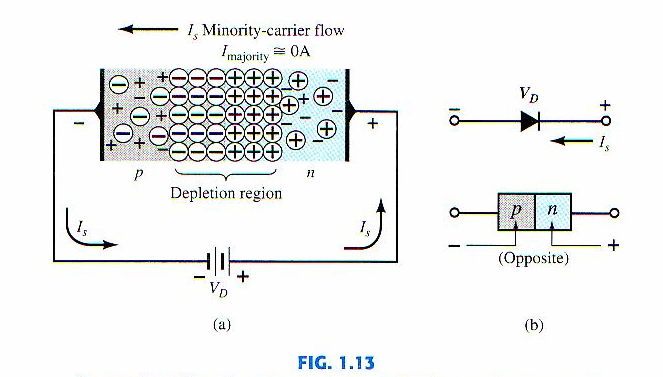 I_s Minority-carrier flow
I_majority ≅ 0A
p
n
Depletion region
I_s
I_s
V_D
(a)
V_D
I_s
p n
(Opposite)
(b)
FIG. 1.13